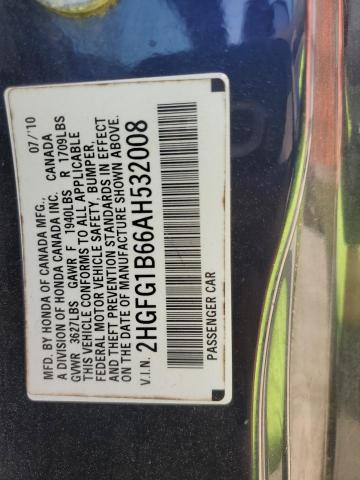 MFD. BY HONDA OF CANADA MFG., 07/'10
A DIVISION OF HONDA CANADA INC, CANADA
GVWR 3627LBS GAWR F 1940LBS R 1709LBS
THIS VEHICLE CONFORMS TO ALL APPLICABLE
FEDERAL MOTOR VEHICLE SAFETY, BUMPER,
AND THEFT PREVENTION STANDARDS IN EFFECT
ON THE DATE OF MANUFACTURE SHOWN ABOVE.
V.I.N. 2HGFG1B66AH532008
PASSENGER CAR